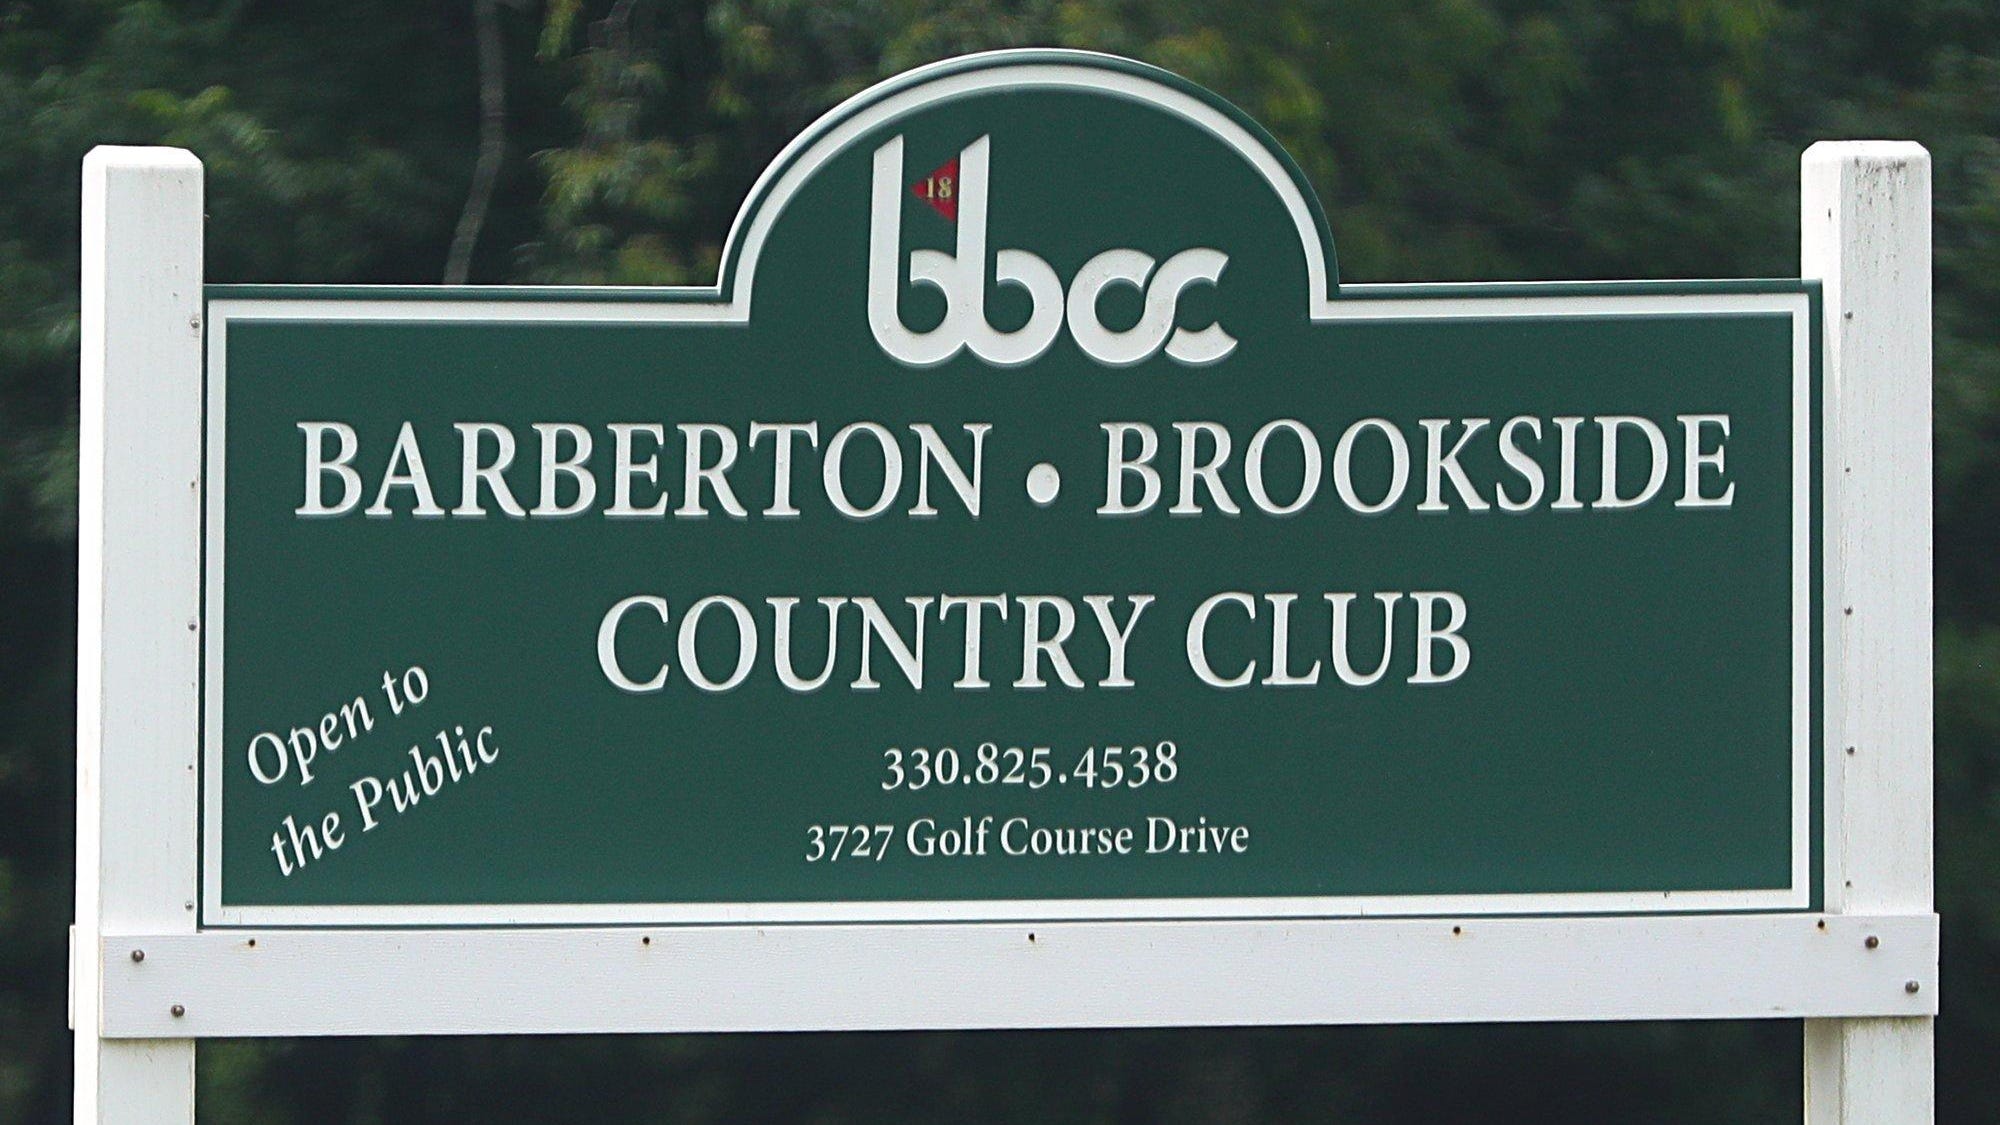 18
bbcc
BARBERTON • BROOKSIDE
COUNTRY CLUB
Open to
the Public
330.825.4538
3727 Golf Course Drive